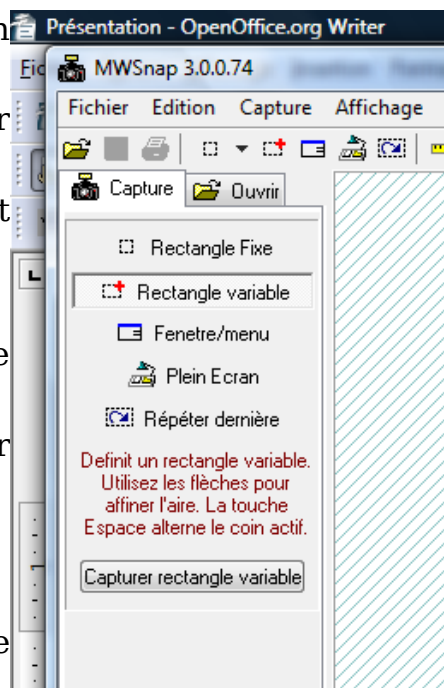 n
Présentation - OpenOffice.org Writer
Fic
MWSnap 3.0.0.74
r
Fichier Edition Capture Affichage
Capture Ouvrir
t
Rectangle Fixe
Rectangle variable
Fenetre/menu
e
Plein Ecran
Répéter dernière
r
Definit un rectangle variable.
Utilisez les flèches pour
affiner l'aire. La touche
Espace alterne le coin actif.
Capturer rectangle variable
e